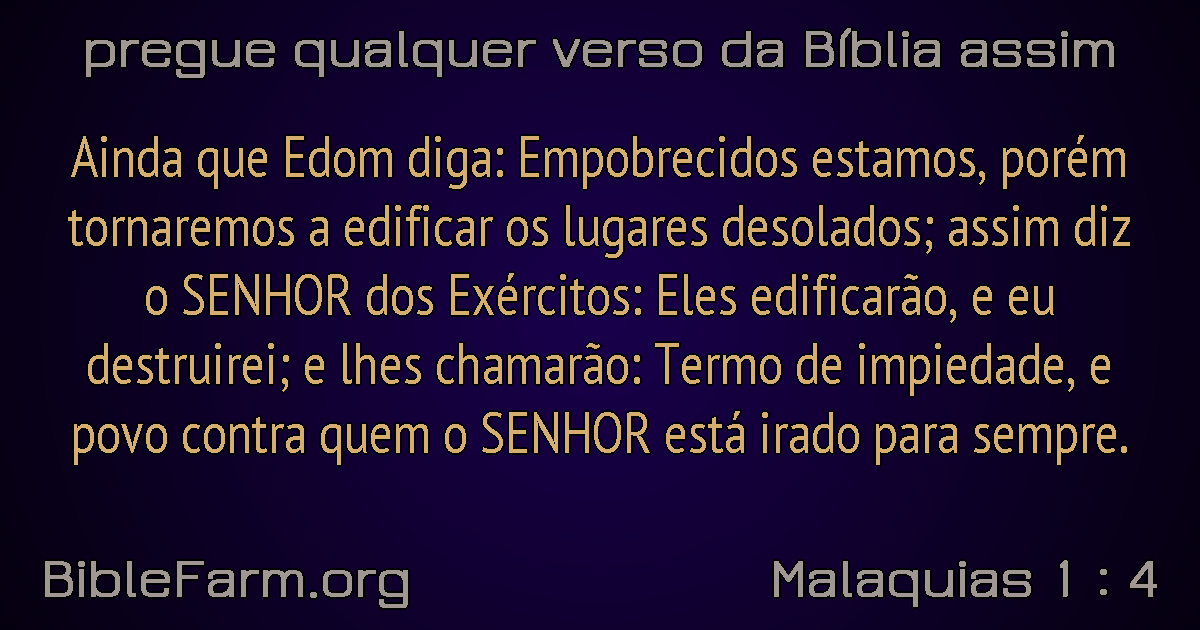 pregue qualquer verso da Bíblia assim
Ainda que Edom diga: Empobrecidos estamos, porém
tornaremos a edificar os lugares desolados; assim diz
o SENHOR dos Exércitos: Eles edificarão, e eu
destruirei; e lhes chamarão: Termo de impiedade, e
povo contra quem o SENHOR está irado para sempre.
BibleFarm.org
Malaquias 1 : 4